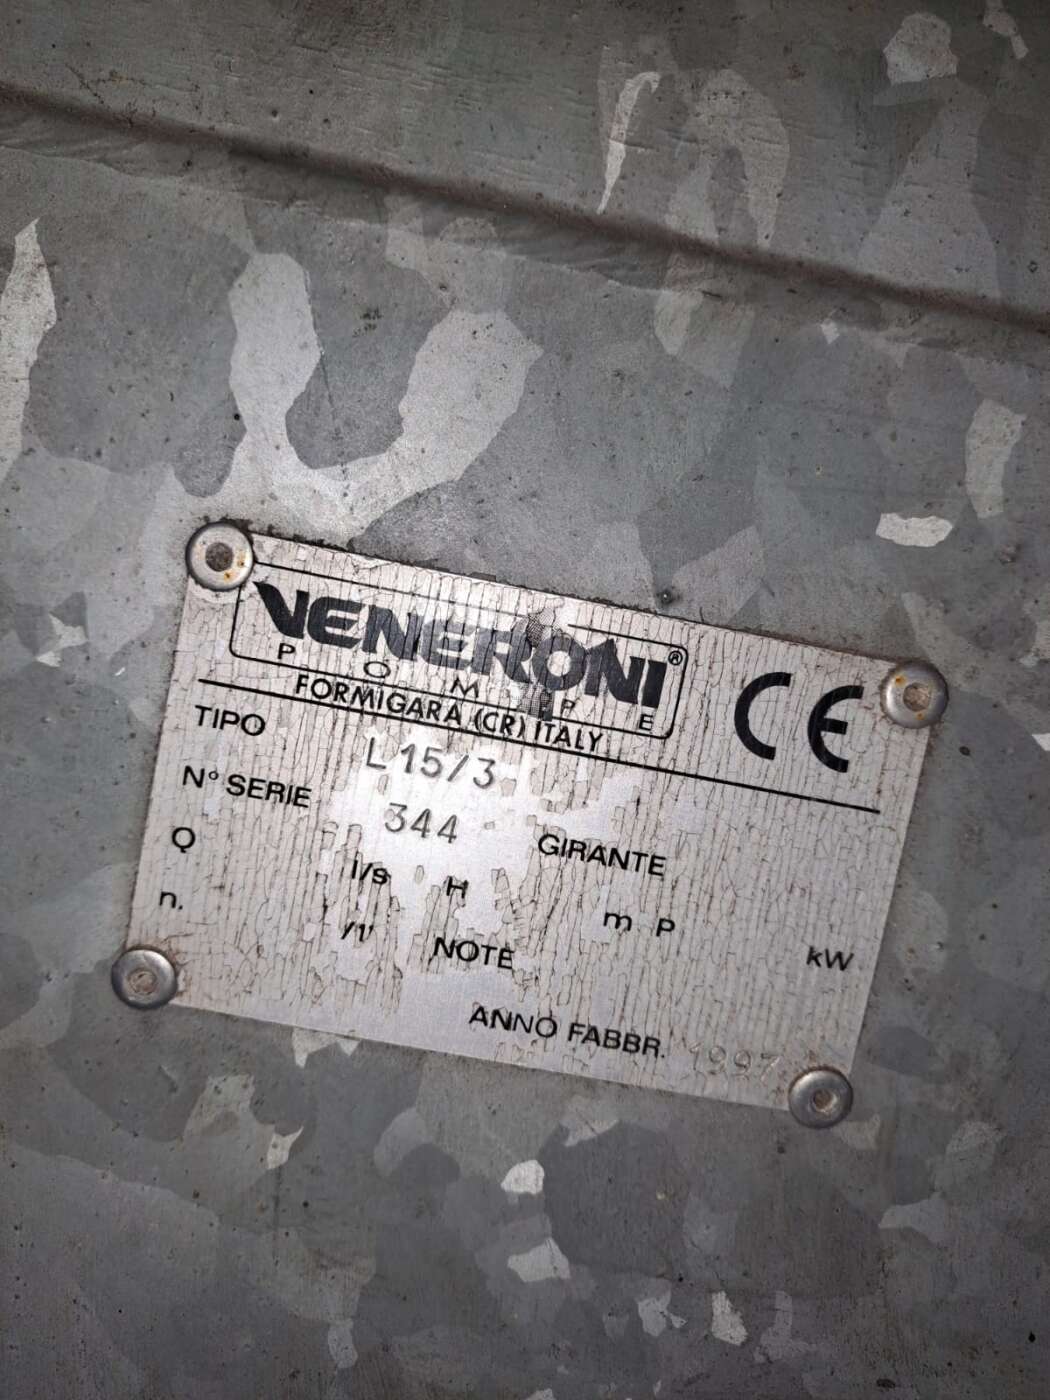 VENERONI®
POMPE
FORMIGARA (CR) ITALY
CE
TIPO L 15/3
N° SERIE 344 GIRANTE
Q l/s H m P kW
n. /1' NOTE
ANNO FABBR. 1997